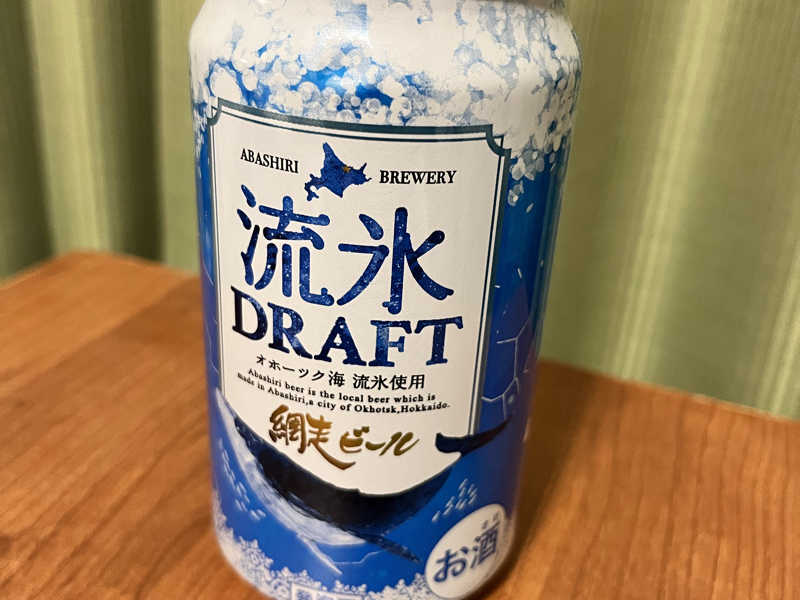 ABASHIRI BREWERY
流氷
DRAFT
オホーツク海 流氷使用
Abashiri beer is the local beer which is
made in Abashiri,a city of Okhotsk,Hokkaido.
網走ビール
お酒